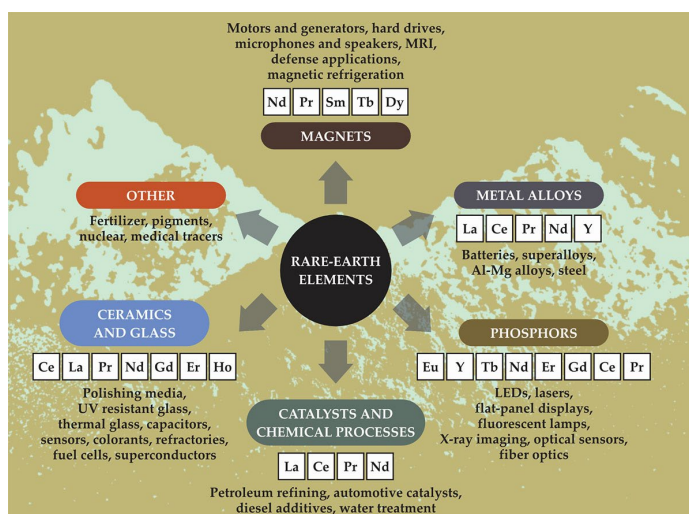 Motors and generators, hard drives,
microphones and speakers, MRI,
defense applications,
magnetic refrigeration
Nd Pr Sm Tb Dy
MAGNETS
OTHER
Fertilizer, pigments,
nuclear, medical tracers
METAL ALLOYS
La Ce Pr Nd Y
Batteries, superalloys,
Al-Mg alloys, steel
RARE-EARTH
ELEMENTS
CERAMICS
AND GLASS
Ce La Pr Nd Gd Er Ho
Polishing media,
UV resistant glass,
thermal glass, capacitors,
sensors, colorants, refractories,
fuel cells, superconductors
PHOSPHORS
Eu Y Tb Nd Er Gd Ce Pr
LEDs, lasers,
flat-panel displays,
fluorescent lamps,
X-ray imaging, optical sensors,
fiber optics
CATALYSTS AND
CHEMICAL PROCESSES
La Ce Pr Nd
Petroleum refining, automotive catalysts,
diesel additives, water treatment